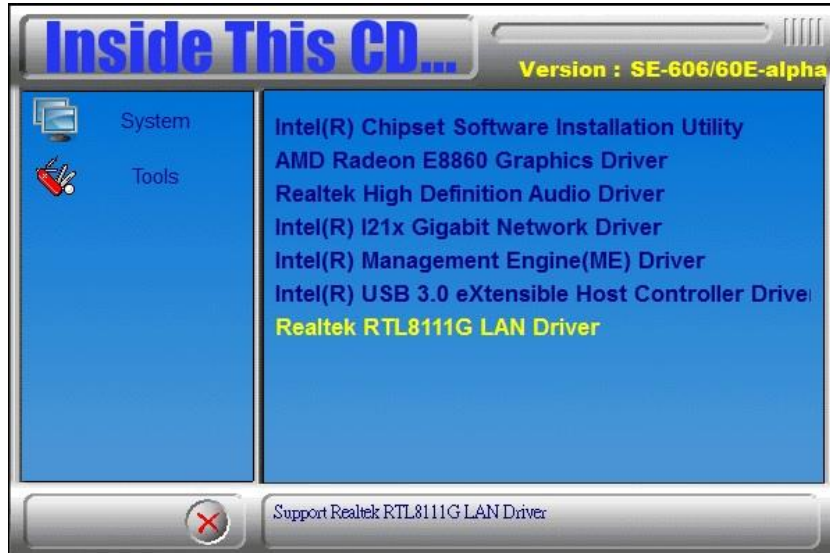 Inside This CD...
Version : SE-606/60E-alpha
System
Tools
Intel(R) Chipset Software Installation Utility
AMD Radeon E8860 Graphics Driver
Realtek High Definition Audio Driver
Intel(R) I21x Gigabit Network Driver
Intel(R) Management Engine(ME) Driver
Intel(R) USB 3.0 eXtensible Host Controller Drive
Realtek RTL8111G LAN Driver
Support Realtek RTL8111G LAN Driver